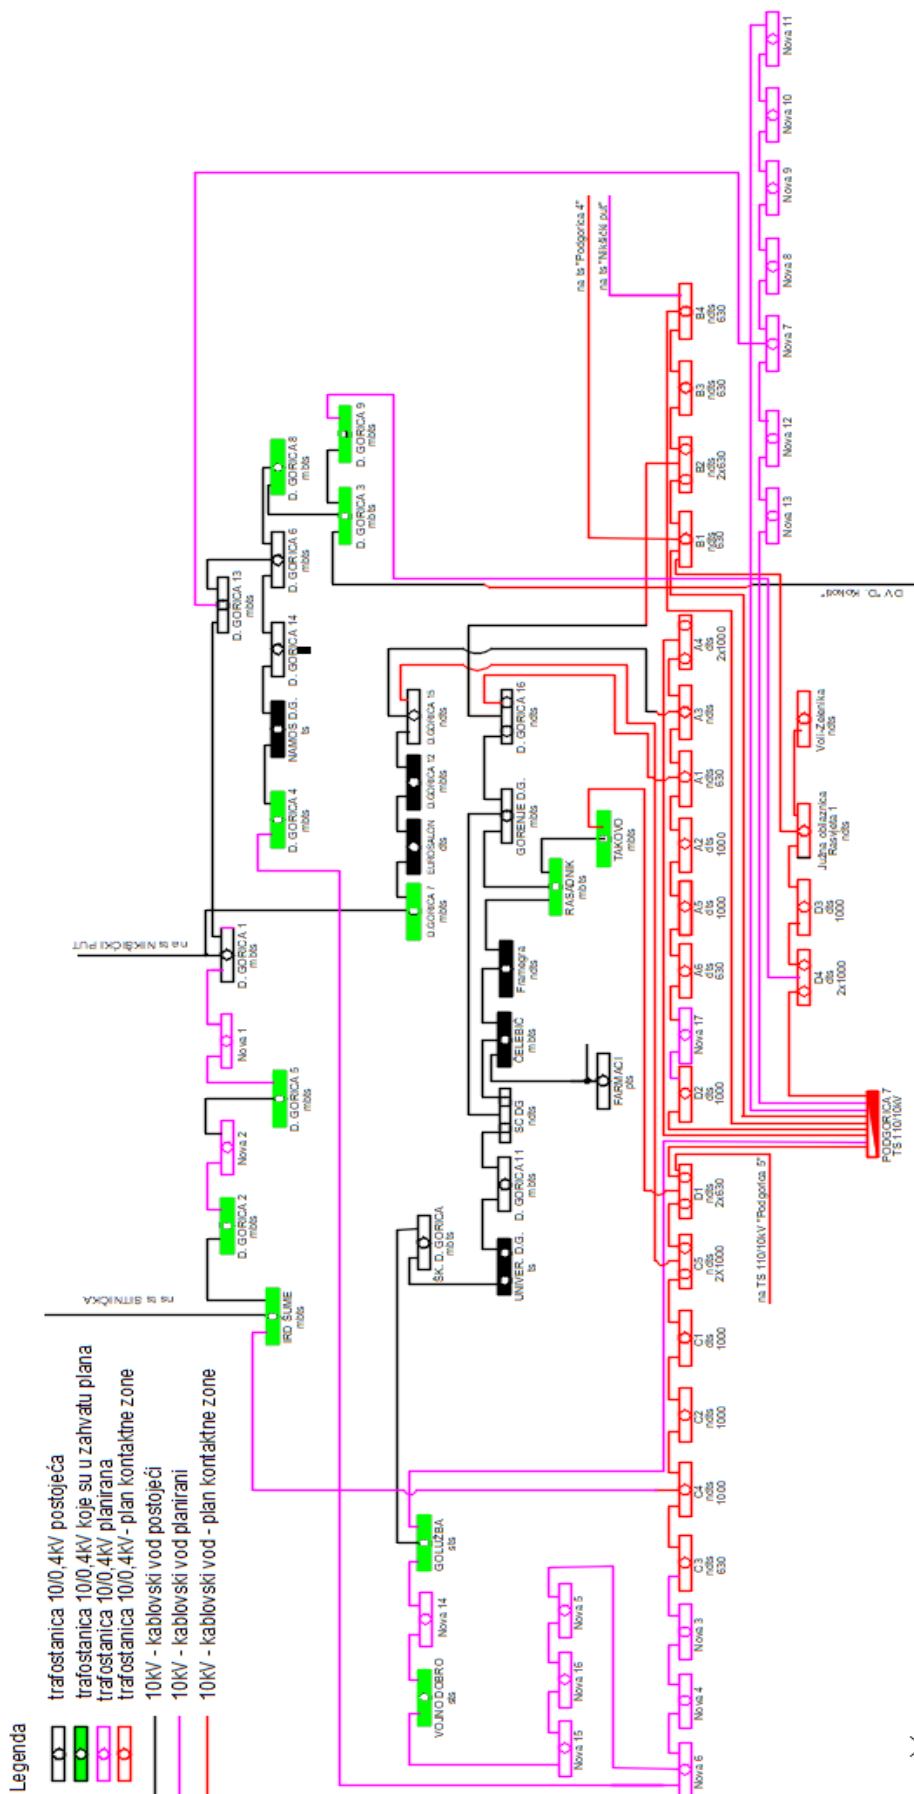 Legenda
trafostanica 10/0,4kV postojeća
trafostanica 10/0,4kV koje su u zahvatu plana
trafostanica 10/0,4kV planirana
trafostanica 10/0,4kV - plan kontaktne zone
10kV - kablovski vod postojeći
10kV - kablovski vod planirani
10kV - kablovski vod - plan kontaktne zone
na ts BITNIČKA
na ts NIKŠIĆKI PUT
IRD ŠUME
mbts
D. GORICA 2
mbts
Nova 2
D. GORICA 5
mbts
Nova 1
D. GORICA 1
mbts
D. GORICA 13
mbts
D. GORICA 4
mbts
NAMOS D.G.
ts
D. GORICA 14
D. GORICA 6
mbts
D. GORICA 8
mbts
D. GORICA 3
mbts
D. GORICA 9
mbts
VOJNO DOBRO
sts
Nova 14
GOLUŽBA
sts
ŠK. D. GORICA
mbts
D.GORICA 7
mbts
EUROSALON
dts
D.GORICA 12
mbts
D.GORICA 15
ndts
UNIVER. D.G.
ts
D. GORICA 11
mbts
SC DG
ndts
ČELEBIĆ
mbts
Framegra
ndts
GORENJE D.G.
mbts
D. GORICA 16
ndts
RASADNIK
mbts
FARMACI
pts
TAKOVO
mbts
Nova 15
Nova 16
Nova 5
na ts "Podgorica 4"
na ts "Nikšićki put"
Nova 6
Nova 4
Nova 3
C3
ndts
630
C4
ndts
1000
C2
ndts
1000
C1
dts
1000
C5
ndts
2X1000
D1
ndts
2x630
D2
dts
1000
Nova 17
A6
dts
630
A5
dts
1000
A2
dts
1000
A1
ndts
630
A3
ndts
A4
dts
2x1000
B1
ndts
630
B2
ndts
2x630
B3
ndts
630
B4
ndts
630
na TS 110/10kV "Podgorica 5"
Nova 13
Nova 12
Nova 7
Nova 8
Nova 9
Nova 10
Nova 11
D4
dts
2x1000
D3
dts
1000
Južna obilaznica
Rasvjeta 1
ndts
Voli-Zelenika
ndts
PODGORICA 7
TS 110/10kV